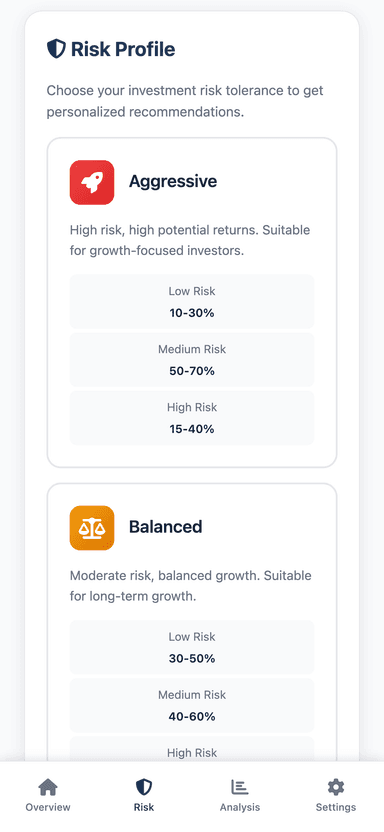 Risk Profile
Choose your investment risk tolerance to get
personalized recommendations.
Aggressive
High risk, high potential returns. Suitable
for growth-focused investors.
Low Risk
10-30%
Medium Risk
50-70%
High Risk
15-40%
Balanced
Moderate risk, balanced growth. Suitable
for long-term growth.
Low Risk
30-50%
Medium Risk
40-60%
High Risk
Overview
Risk
Analysis
Settings